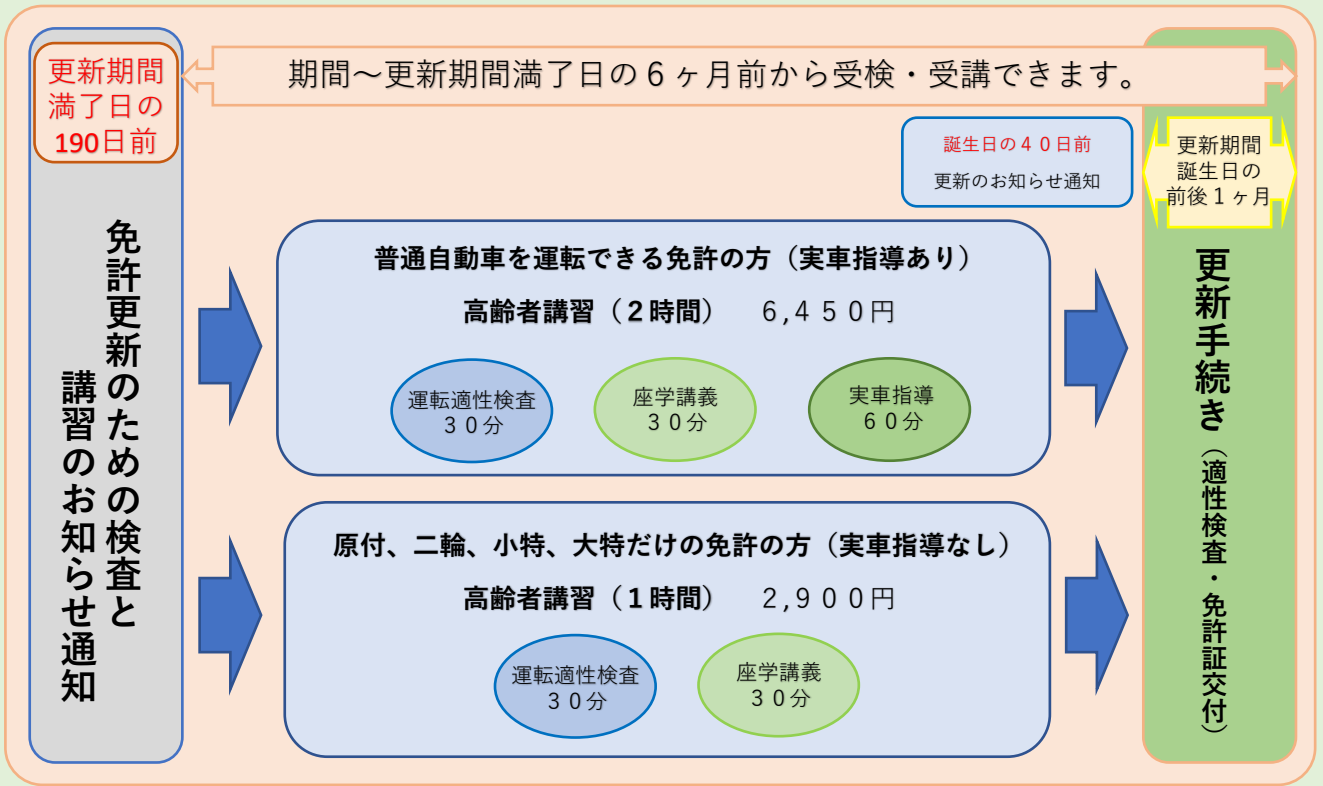 更新期間
満了日の
190日前
期間～更新期間満了日の６ヶ月前から受検・受講できます。
誕生日の４０日前
更新のお知らせ通知
更新期間
誕生日の
前後１ヶ月
免許更新のための検査と
講習のお知らせ通知
普通自動車を運転できる免許の方（実車指導あり）
高齢者講習（２時間）　６,４５０円
運転適性検査
３０分
座学講義
３０分
実車指導
６０分
原付、二輪、小特、大特だけの免許の方（実車指導なし）
高齢者講習（１時間）　２,９００円
運転適性検査
３０分
座学講義
３０分
更新手続き（適性検査・免許証交付）